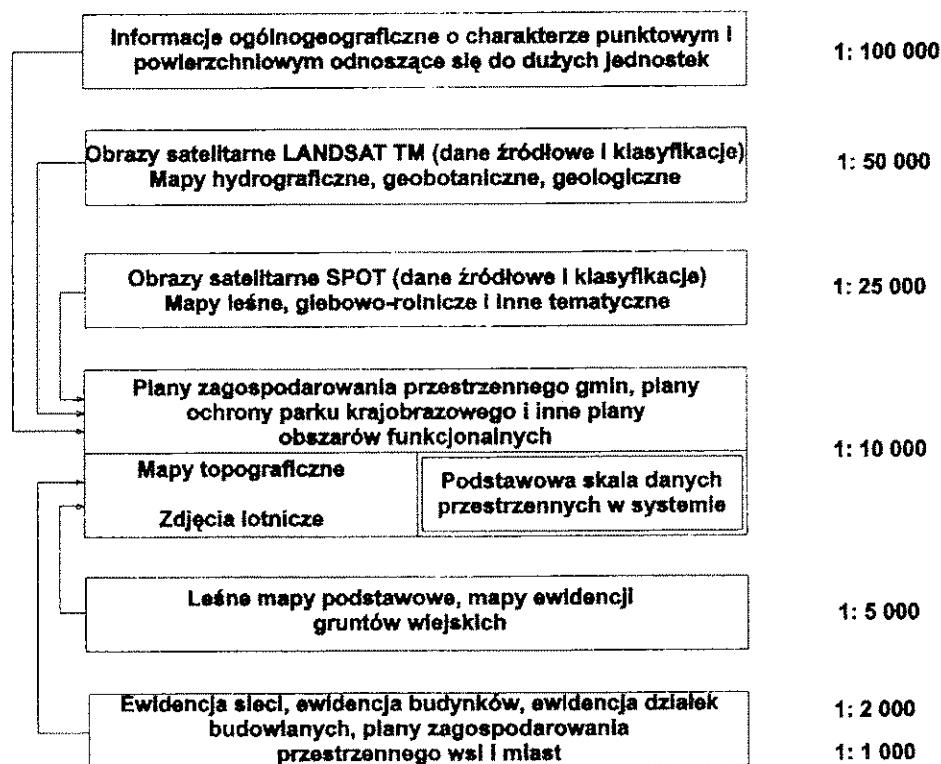 Informacje ogólnogeograficzne o charakterze punktowym i
powierzchniowym odnoszące się do dużych jednostek
1: 100 000
Obrazy satelitarne LANDSAT TM (dane źródłowe i klasyfikacje)
Mapy hydrograficzne, geobotaniczne, geologiczne
1: 50 000
Obrazy satelitarne SPOT (dane źródłowe i klasyfikacje)
Mapy leśne, glebowo-rolnicze i inne tematyczne
1: 25 000
Plany zagospodarowania przestrzennego gmin, plany
ochrony parku krajobrazowego i inne plany
obszarów funkcjonalnych
1: 10 000
Mapy topograficzne
Zdjęcia lotnicze
Podstawowa skala danych
przestrzennych w systemie
Leśne mapy podstawowe, mapy ewidencji
gruntów wiejskich
1: 5 000
Ewidencja sieci, ewidencja budynków, ewidencja działek
budowlanych, plany zagospodarowania
przestrzennego wsi i miast
1: 2 000
1: 1 000